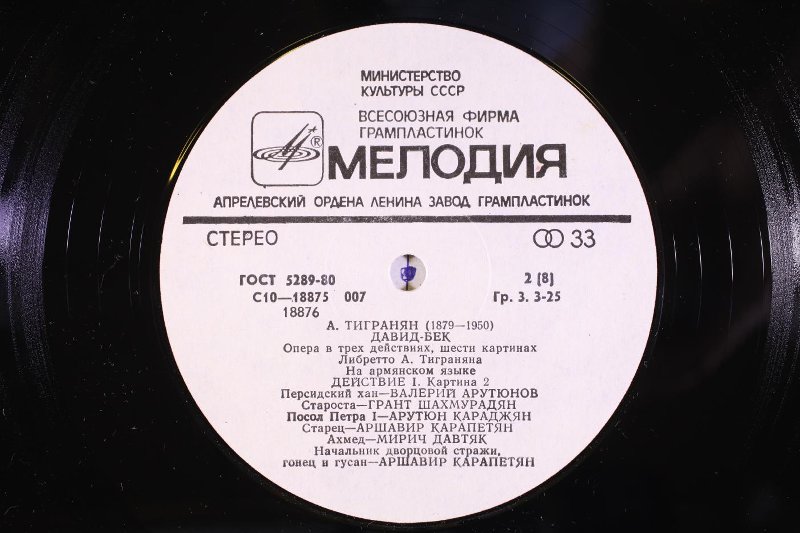 МИНИСТЕРСТВО
КУЛЬТУРЫ СССР
ВСЕСОЮЗНАЯ ФИРМА
ГРАМПЛАСТИНОК
®
МЕЛОДИЯ
АПРЕЛЕВСКИЙ ОРДЕНА ЛЕНИНА ЗАВОД ГРАМПЛАСТИНОК
СТЕРЕО 33
ГОСТ 5289-80 2 (8)
С10—18875 007 Гр. 3. 3-25
18876
А. ТИГРАНЯН (1879—1950)
ДАВИД-БЕК
Опера в трех действиях, шести картинах
Либретто А. Тиграняна
На армянском языке
ДЕЙСТВИЕ I. Картина 2
Персидский хан—ВАЛЕРИЙ АРУТЮНОВ
Староста—ГРАНТ ШАХМУРАДЯН
Посол Петра I—АРУТЮН КАРАДЖЯН
Старец—АРШАВИР КАРАПЕТЯН
Ахмед—МИРИЧ ДАВТЯК
Начальник дворцовой стражи,
гонец и гусан—АРШАВИР КАРАПЕТЯН